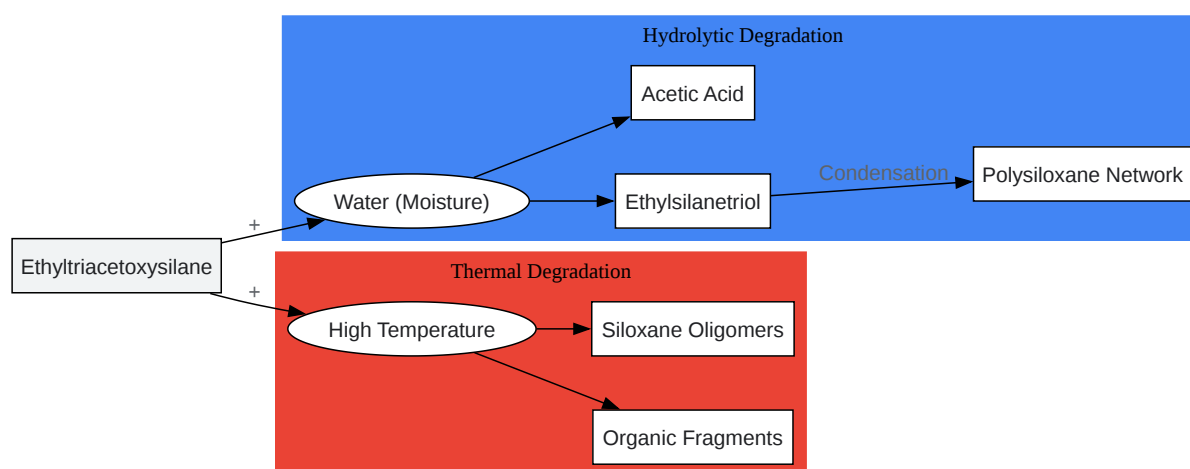 Hydrolytic Degradation
Acetic Acid
Condensation
Polysiloxane Network
Water (Moisture)
Ethylsilanetriol
+
Ethyltriacetoxysilane
Thermal Degradation
+
High Temperature
Siloxane Oligomers
Organic Fragments